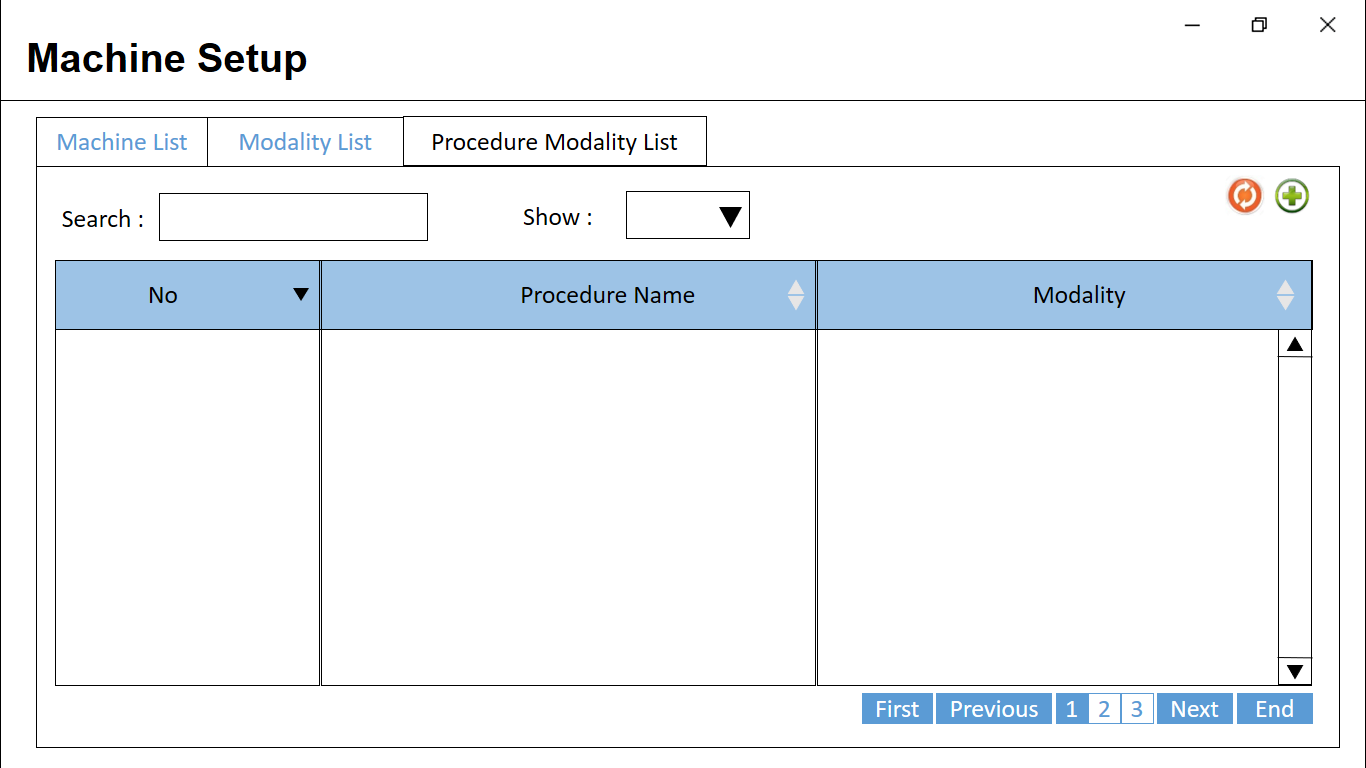 Machine Setup
Machine List Modality List Procedure Modality List
Search : Show :
No Procedure Name Modality
First Previous 1 2 3 Next End